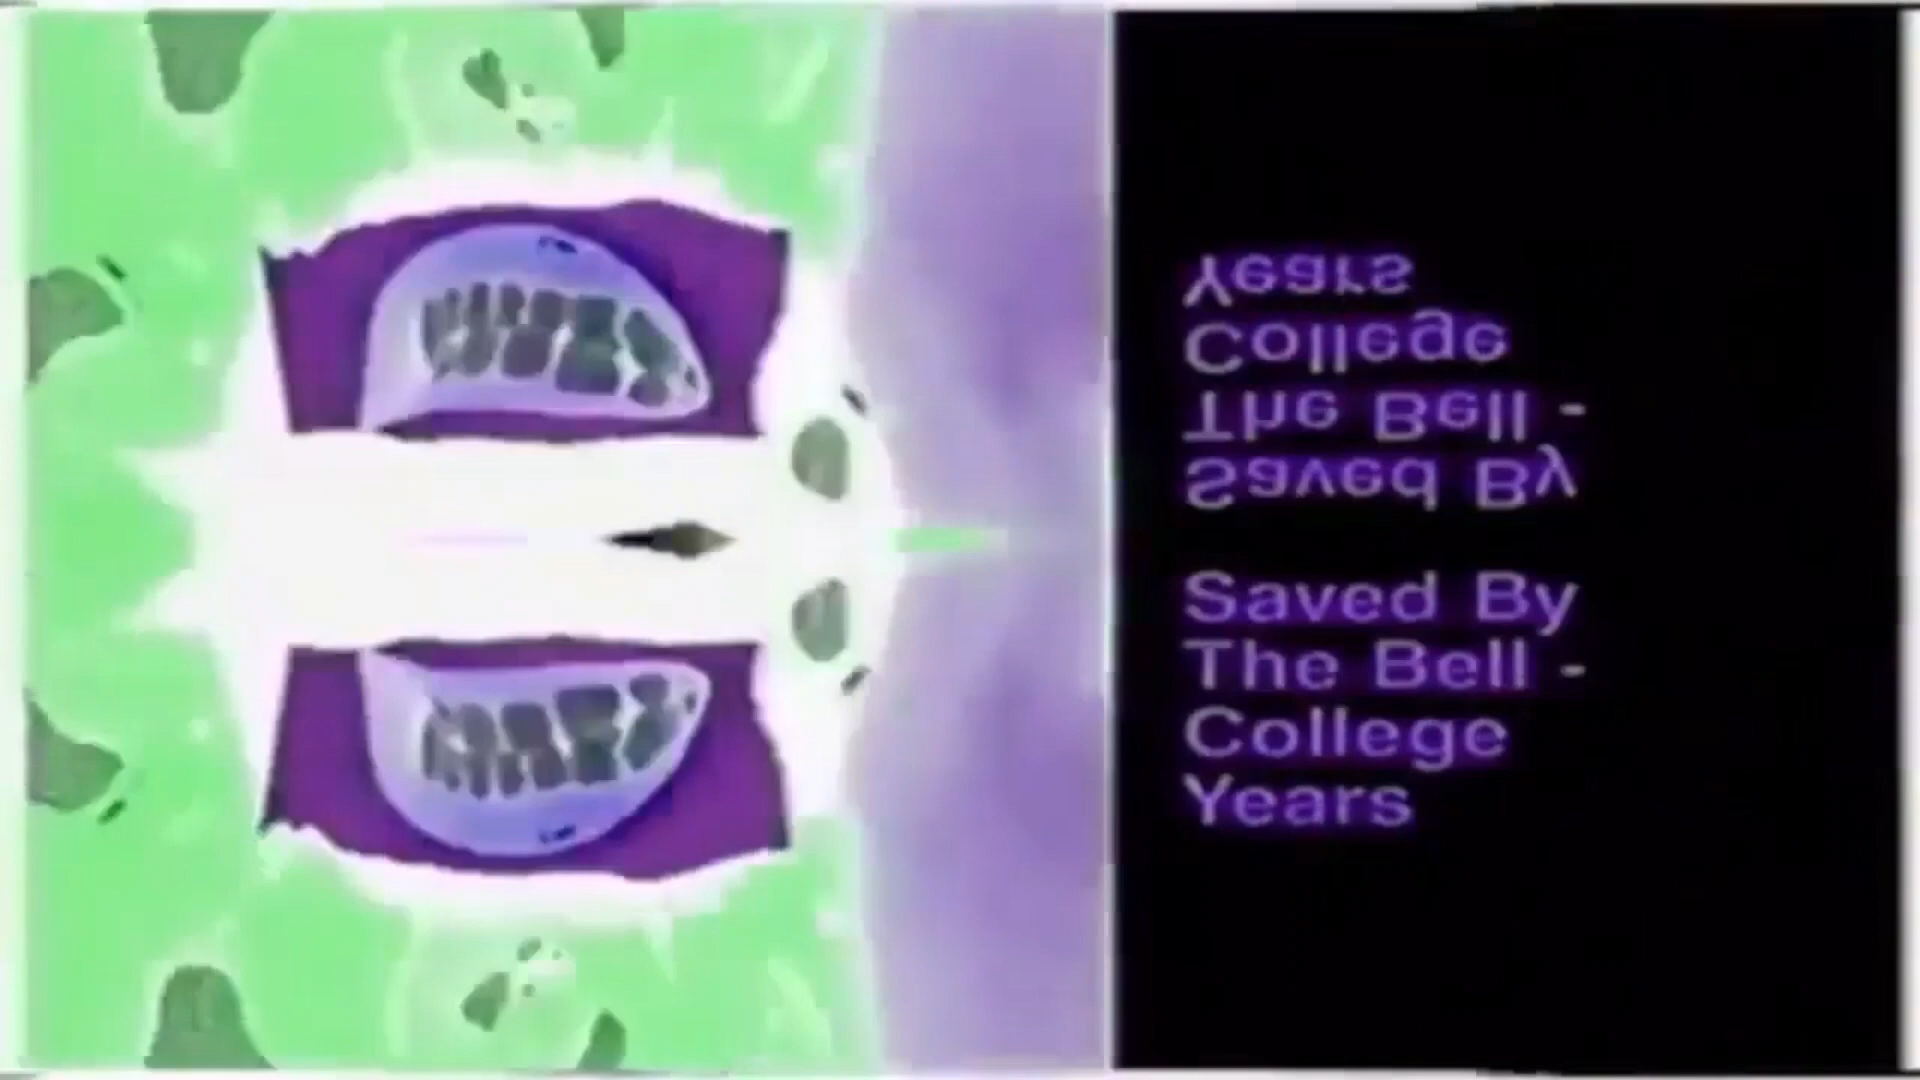 Years
College
The Bell -
Saved By
Saved By
The Bell -
College
Years